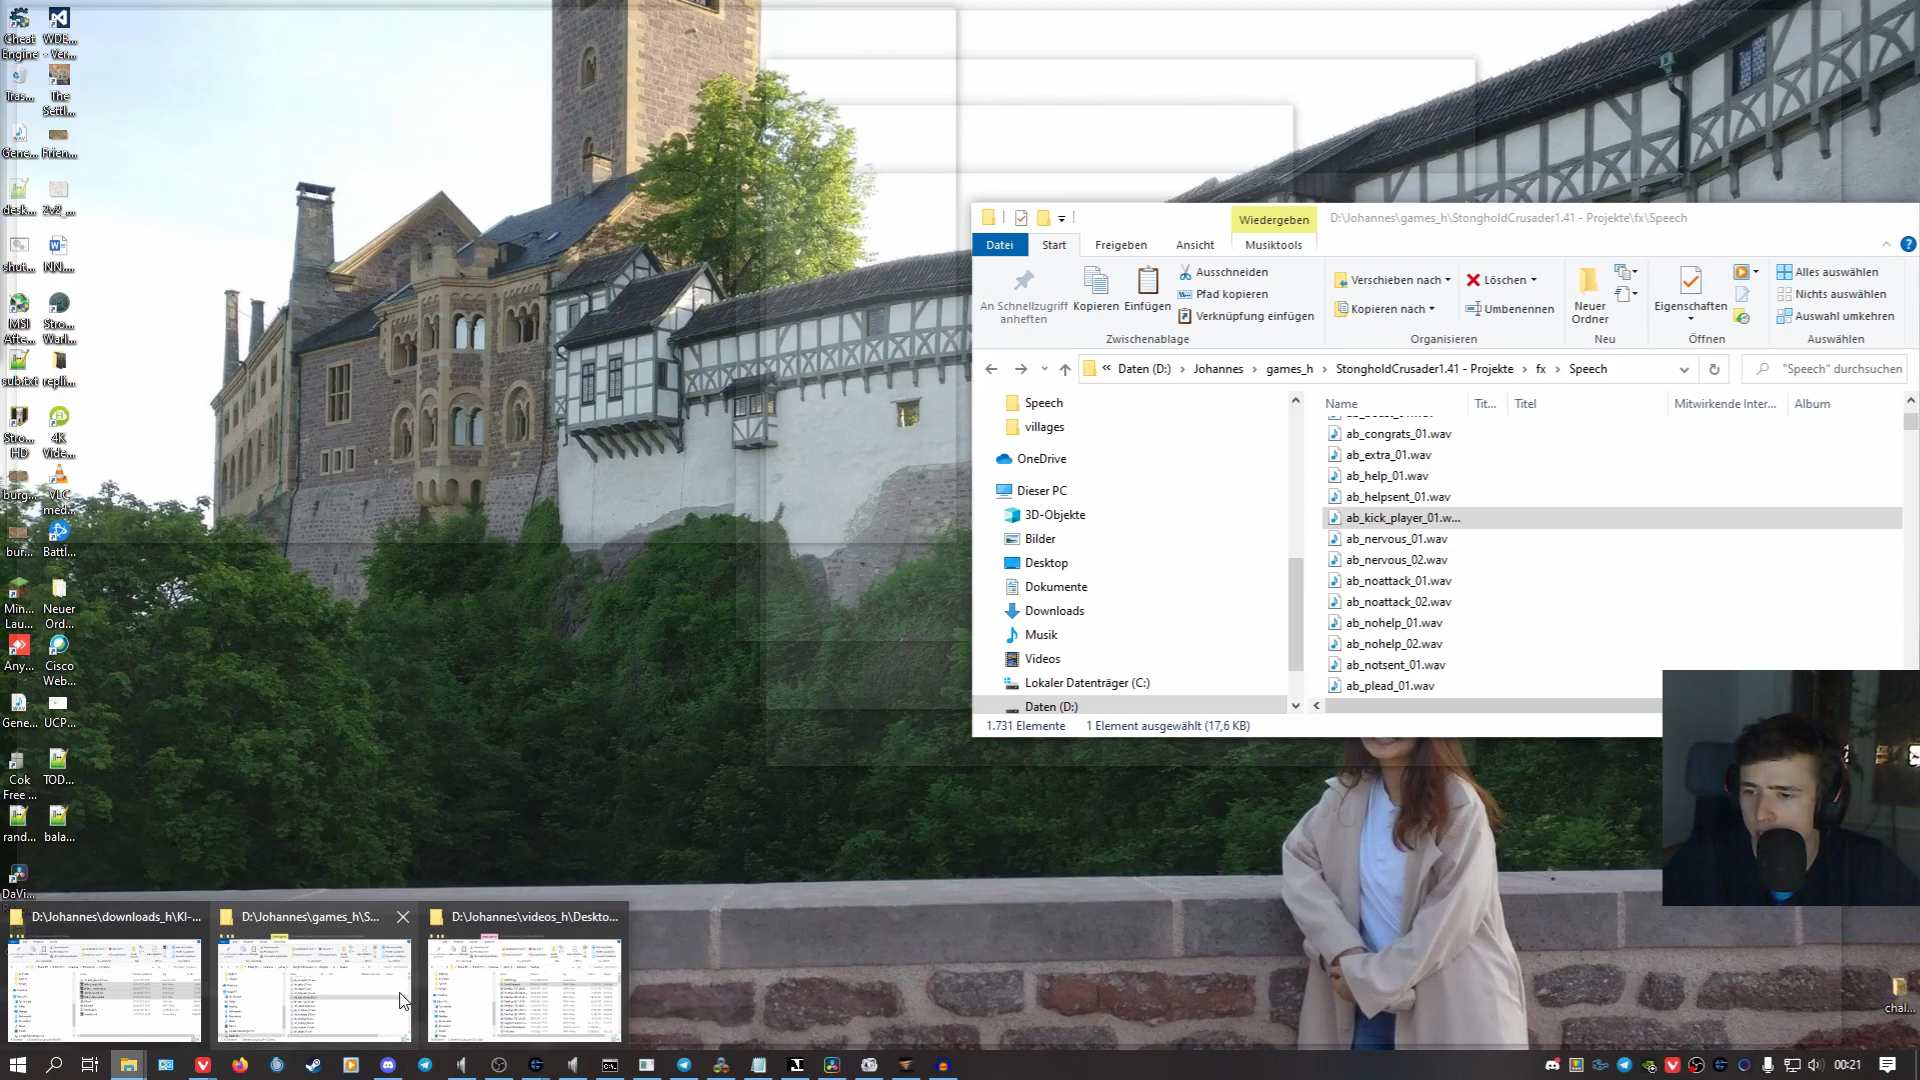 Cheat
Engine
WDE...
- Ver...
Tras...
The
Settl...
Gene...
Frien...
desk...
2v2_...
shut...
NN....
MSI
Afte...
Stro...
Warl...
sub.txt
repli...
Stro...
HD
4K
Vide...
burg...
VLC
med...
bur...
Battl...
Min...
Lau...
Neuer
Ord...
Any...
Cisco
Web...
Gene...
UCP...
Cok
Free ...
TOD...
rand...
bala...
DaVi...
chal...
Wiedergeben
D:\Johannes\games_h\StongholdCrusader1.41 - Projekte\fx\Speech
Datei
Start
Freigeben
Ansicht
Musiktools
An Schnellzugriff
anheften
Kopieren
Einfügen
Ausschneiden
Pfad kopieren
Verknüpfung einfügen
Zwischenablage
Verschieben nach
Kopieren nach
Löschen
Umbenennen
Organisieren
Neuer
Ordner
Neu
Eigenschaften
Öffnen
Alles auswählen
Nichts auswählen
Auswahl umkehren
Auswählen
« Daten (D:) › Johannes › games_h › StongholdCrusader1.41 - Projekte › fx › Speech
"Speech" durchsuchen
Speech
villages
OneDrive
Dieser PC
3D-Objekte
Bilder
Desktop
Dokumente
Downloads
Musik
Videos
Lokaler Datenträger (C:)
Daten (D:)
Name
Tit...
Titel
Mitwirkende Inter...
Album
ab_congrats_01.wav
ab_extra_01.wav
ab_help_01.wav
ab_helpsent_01.wav
ab_kick_player_01.w...
ab_nervous_01.wav
ab_nervous_02.wav
ab_noattack_01.wav
ab_noattack_02.wav
ab_nohelp_01.wav
ab_nohelp_02.wav
ab_notsent_01.wav
ab_plead_01.wav
1.731 Elemente
1 Element ausgewählt (17,6 KB)
D:\Johannes\downloads_h\KI-...
D:\Johannes\games_h\S...
D:\Johannes\videos_h\Deskto...
00:21